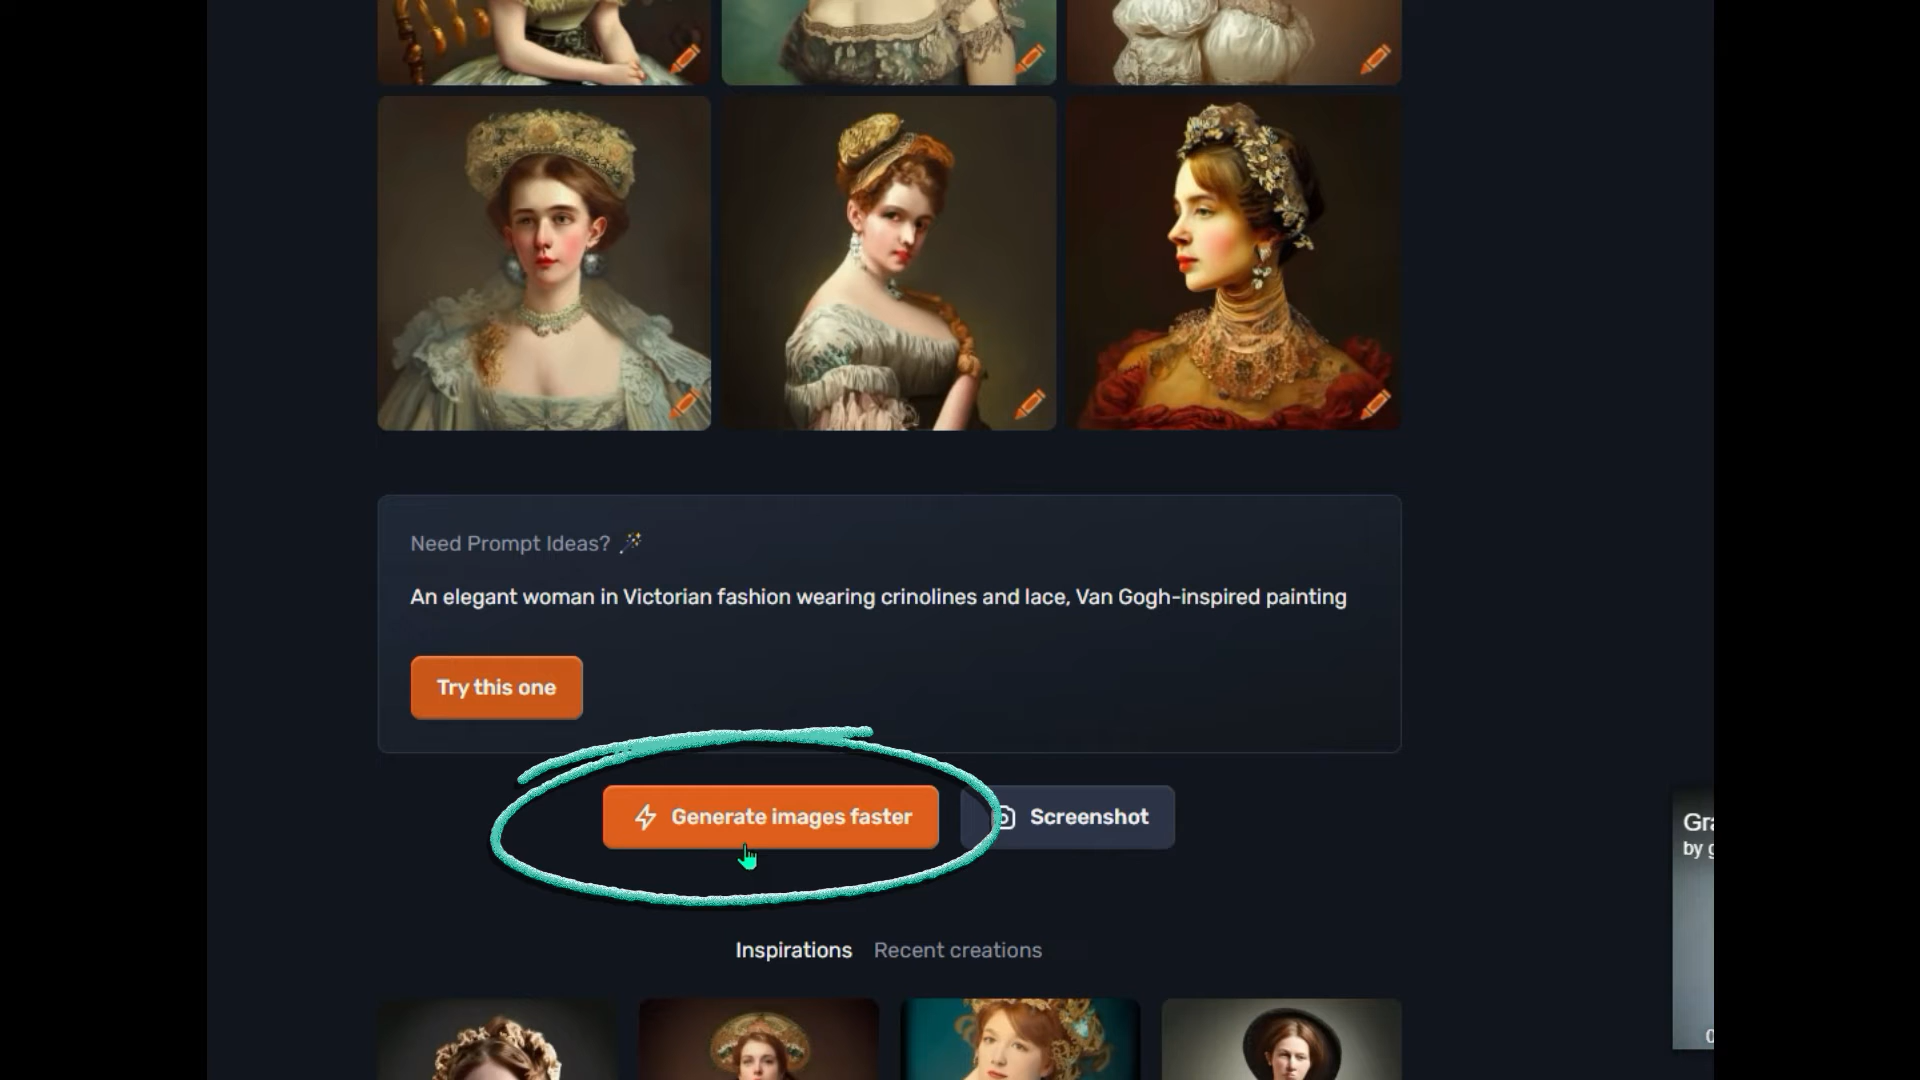 Need Prompt Ideas?
An elegant woman in Victorian fashion wearing crinolines and lace, Van Gogh-inspired painting
Try this one
Generate images faster
Screenshot
Inspirations
Recent creations
by